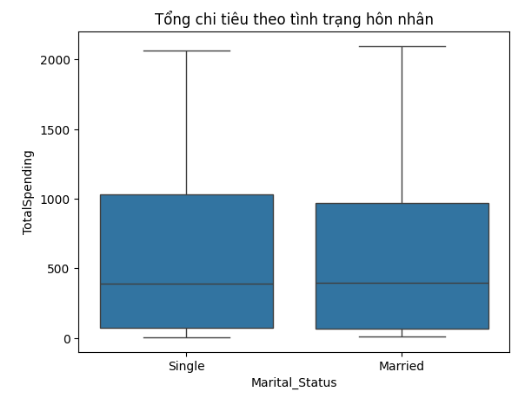 Tổng chi tiêu theo tình trạng hôn nhân
2000
1500
1000
500
0
TotalSpending
Single
Married
Marital_Status